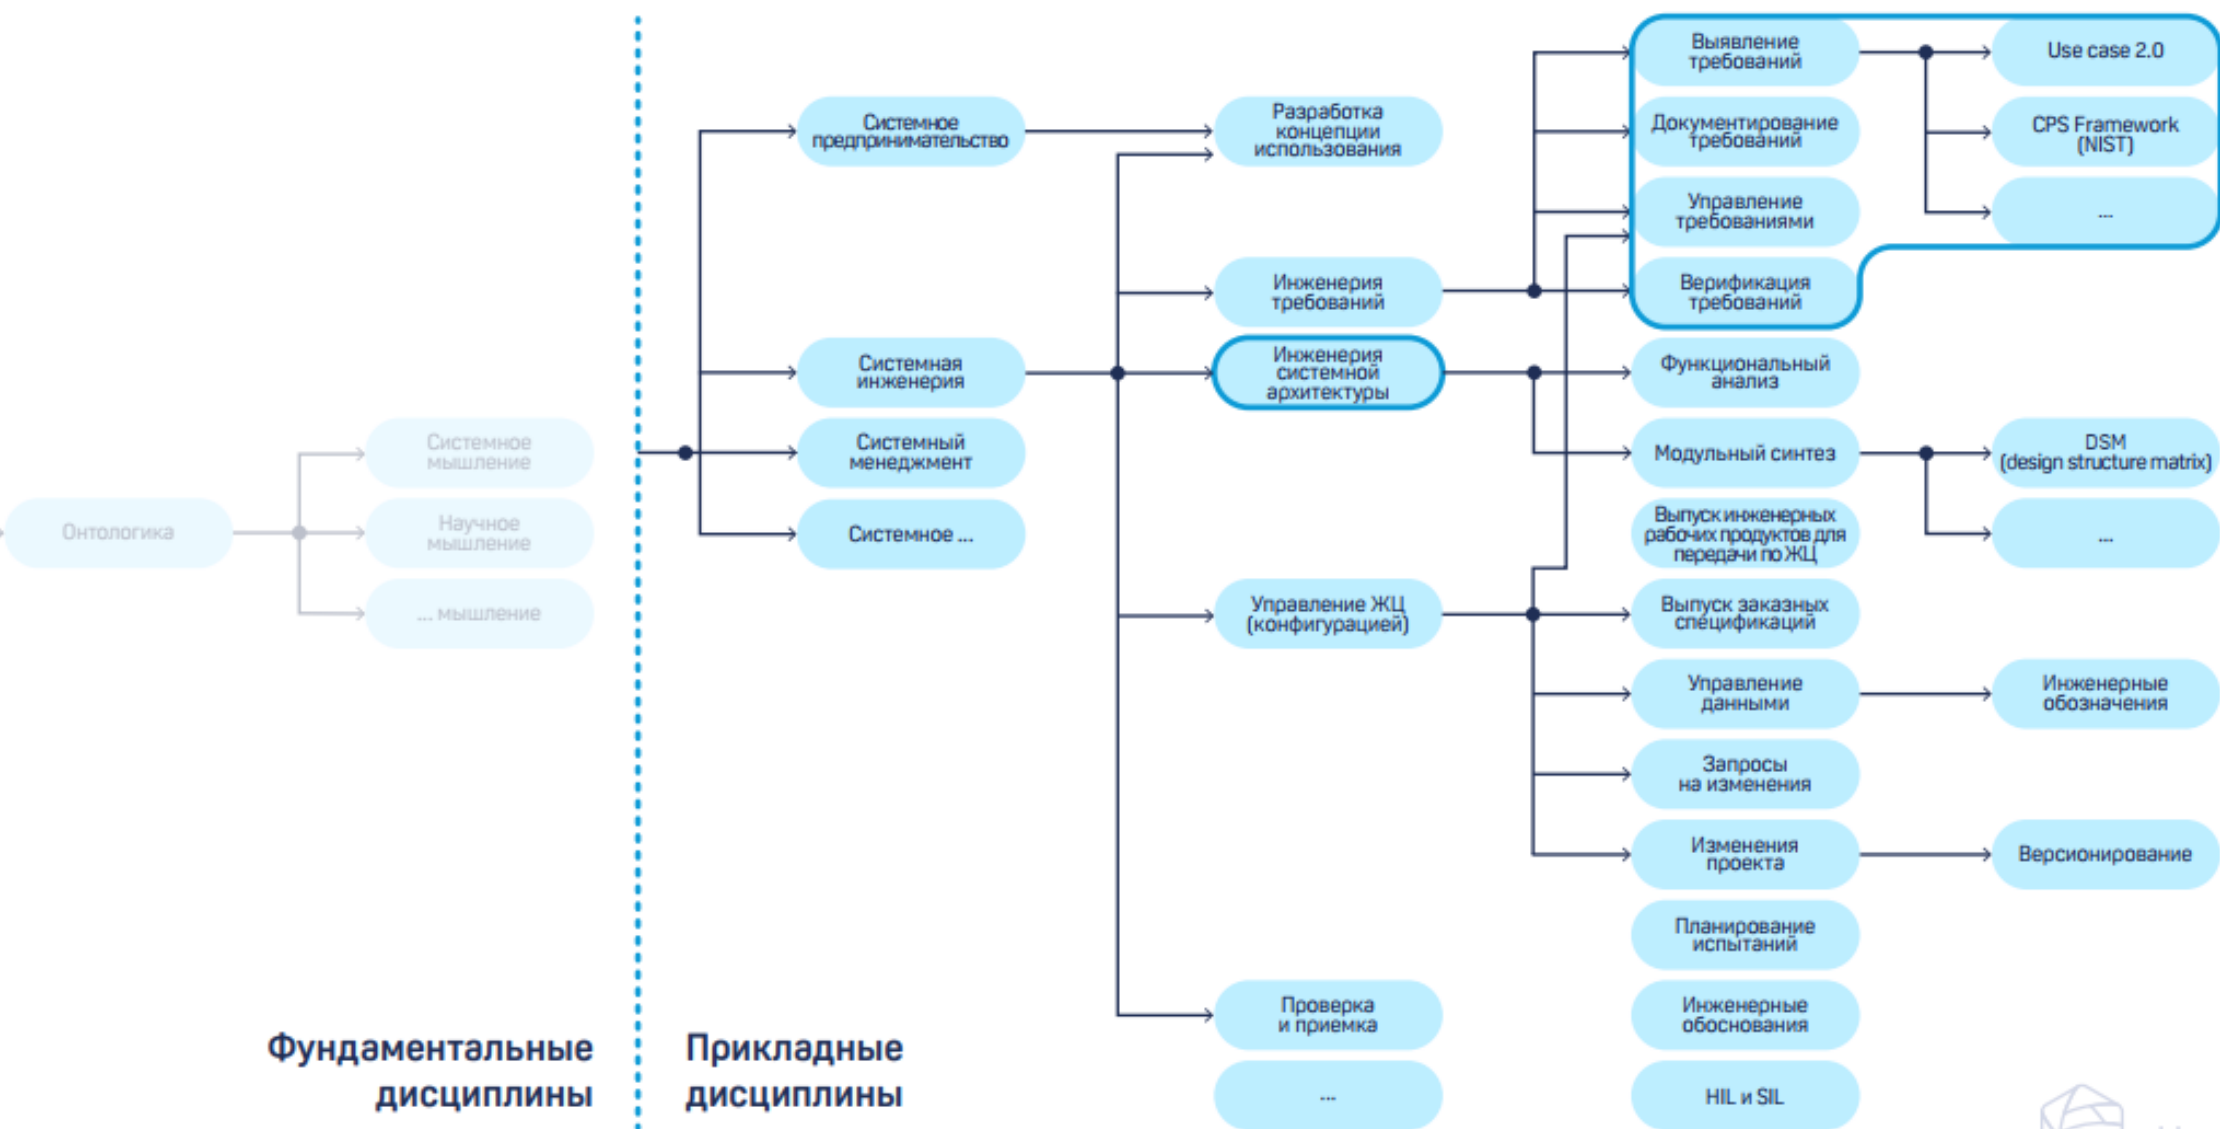 Онтологика
Системное
мышление
Научное
мышление
... мышление
Фундаментальные
дисциплины
Прикладные
дисциплины
Системное
предпринимательство
Системная
инженерия
Системный
менеджмент
Системное ...
Разработка
концепции
использования
Инженерия
требований
Инженерия
системной
архитектуры
Управление ЖЦ
(конфигурацией)
Проверка
и приемка
...
Выявление
требований
Документирование
требований
Управление
требованиями
Верификация
требований
Функциональный
анализ
Модульный синтез
Выпуск инженерных
рабочих продуктов для
передачи по ЖЦ
Выпуск заказных
спецификаций
Управление
данными
Запросы
на изменения
Изменения
проекта
Планирование
испытаний
Инженерные
обоснования
HIL и SIL
Use case 2.0
CPS Framework
(NIST)
...
DSM
(design structure matrix)
...
Инженерные
обозначения
Версионирование